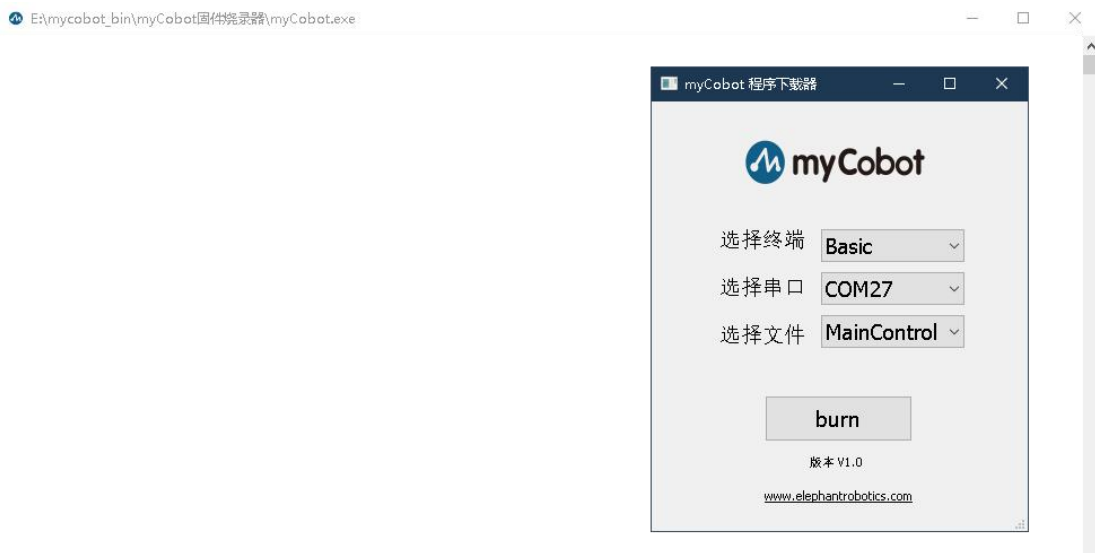 E:\mycobot_bin\myCobot固件烧录器\myCobot.exe
myCobot 程序下载器
myCobot
选择终端 Basic
选择串口 COM27
选择文件 MainControl
burn
版本 V1.0
www.elephantrobotics.com